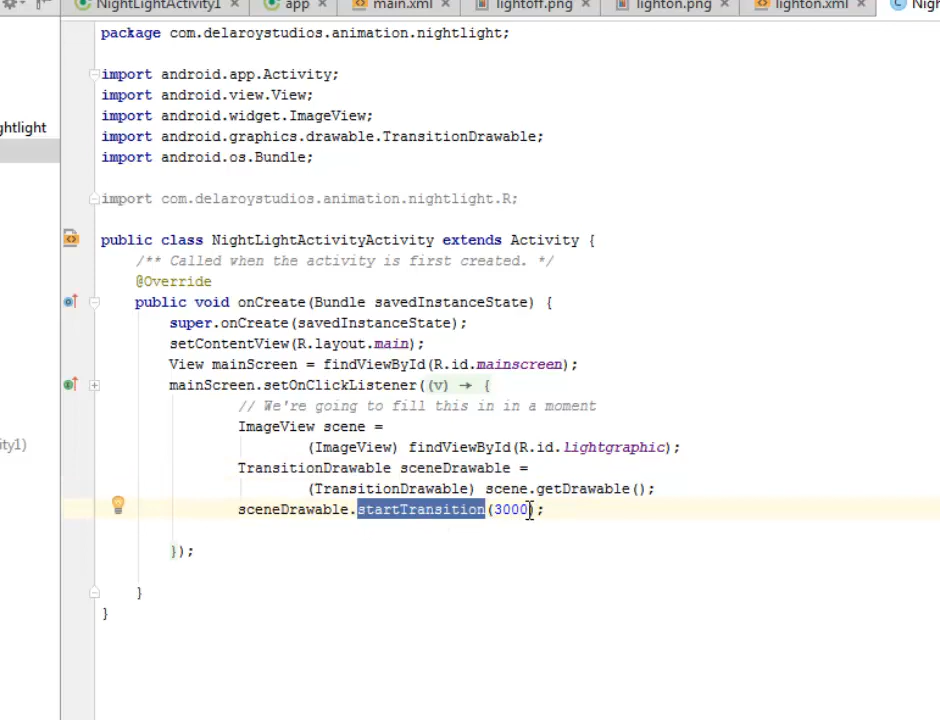 NightLightActivity1 app main.xml lightoff.png lighton.png lighton.xml
package com.delaroystudios.animation.nightlight;
import android.app.Activity;
import android.view.View;
import android.widget.ImageView;
ghtlight
import android.graphics.drawable.TransitionDrawable;
import android.os.Bundle;
import com.delaroystudios.animation.nightlight.R;
public class NightLightActivityActivity extends Activity {
/** Called when the activity is first created. */
@Override
public void onCreate(Bundle savedInstanceState) {
super.onCreate(savedInstanceState);
setContentView(R.layout.main);
View mainScreen = findViewById(R.id.mainscreen);
mainScreen.setOnClickListener((v) → {
// We're going to fill this in in a moment
ImageView scene =
ity1)
(ImageView) findViewById(R.id.lightgraphic);
TransitionDrawable sceneDrawable =
(TransitionDrawable) scene.getDrawable();
sceneDrawable.startTransition(3000);
});
}
}